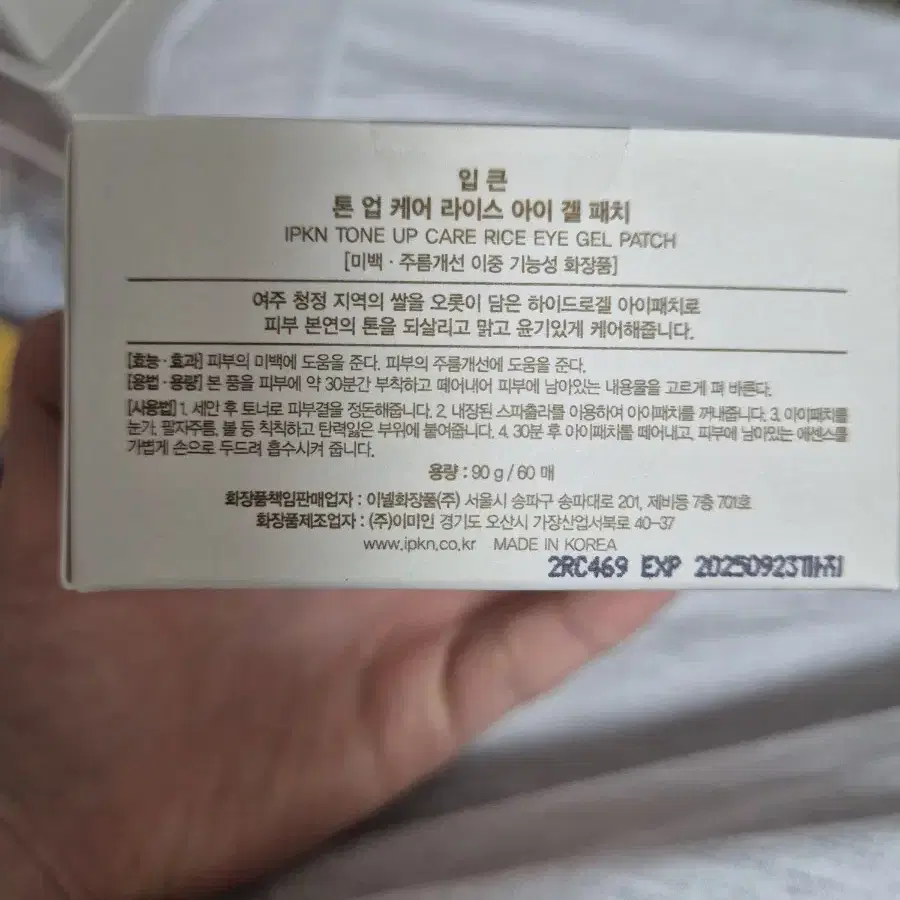 입 큰
톤 업 케어 라이스 아이 겔 패치
IPKN TONE UP CARE RICE EYE GEL PATCH
[미백 · 주름개선 이중 기능성 화장품]
여주 청정 지역의 쌀을 오롯이 담은 하이드로겔 아이패치로
피부 본연의 톤을 되살리고 맑고 윤기있게 케어해줍니다.
[효능 · 효과] 피부의 미백에 도움을 준다. 피부의 주름개선에 도움을 준다.
[용법 · 용량] 본 품을 피부에 약 30분간 부착하고 떼어내어 피부에 남아있는 내용물을 고르게 펴 바른다.
[사용법] 1. 세안 후 토너로 피부결을 정돈해줍니다. 2. 내장된 스파출라를 이용하여 아이패치를 꺼내줍니다. 3. 아이패치를
눈가, 팔자주름, 볼 등 칙칙하고 탄력잃은 부위에 붙여줍니다. 4. 30분 후 아이패치를 떼어내고, 피부에 남아있는 에센스를
가볍게 손으로 두드려 흡수시켜 줍니다.
용량 : 90 g / 60 매
화장품책임판매업자 : 이넬화장품(주) 서울시 송파구 송파대로 201, 제비동 7층 701호
화장품제조업자 : (주)이미인 경기도 오산시 가장산업서북로 40-37
www.ipkn.co.kr MADE IN KOREA
2RC469 EXP 20250923까지